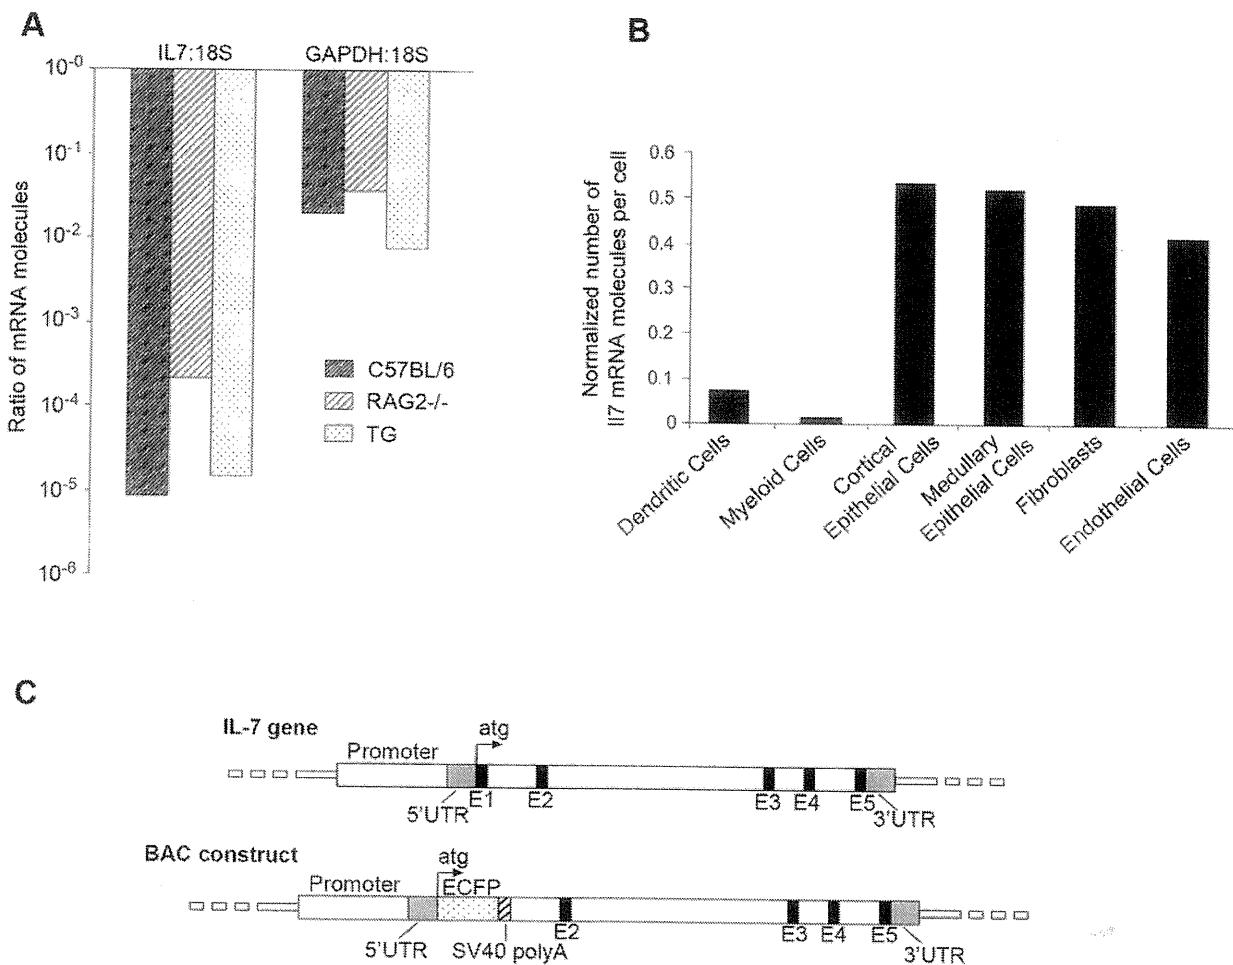 A
IL7:18S
GAPDH:18S
10-0
10-1
10-2
10-3
10-4
10-5
10-6
Ratio of mRNA molecules
C57BL/6
RAG2-/-
TG
B
Normalized number of
Il7 mRNA molecules per cell
0.6
0.5
0.4
0.3
0.2
0.1
0
Dendritic Cells
Myeloid Cells
Cortical
Epithelial Cells
Medullary
Epithelial Cells
Fibroblasts
Endothelial Cells
C
IL-7 gene
Promoter
atg
5'UTR
E1
E2
E3
E4
E5
3'UTR
BAC construct
Promoter
atg
ECFP
5'UTR
SV40 polyA
E2
E3
E4
E5
3'UTR